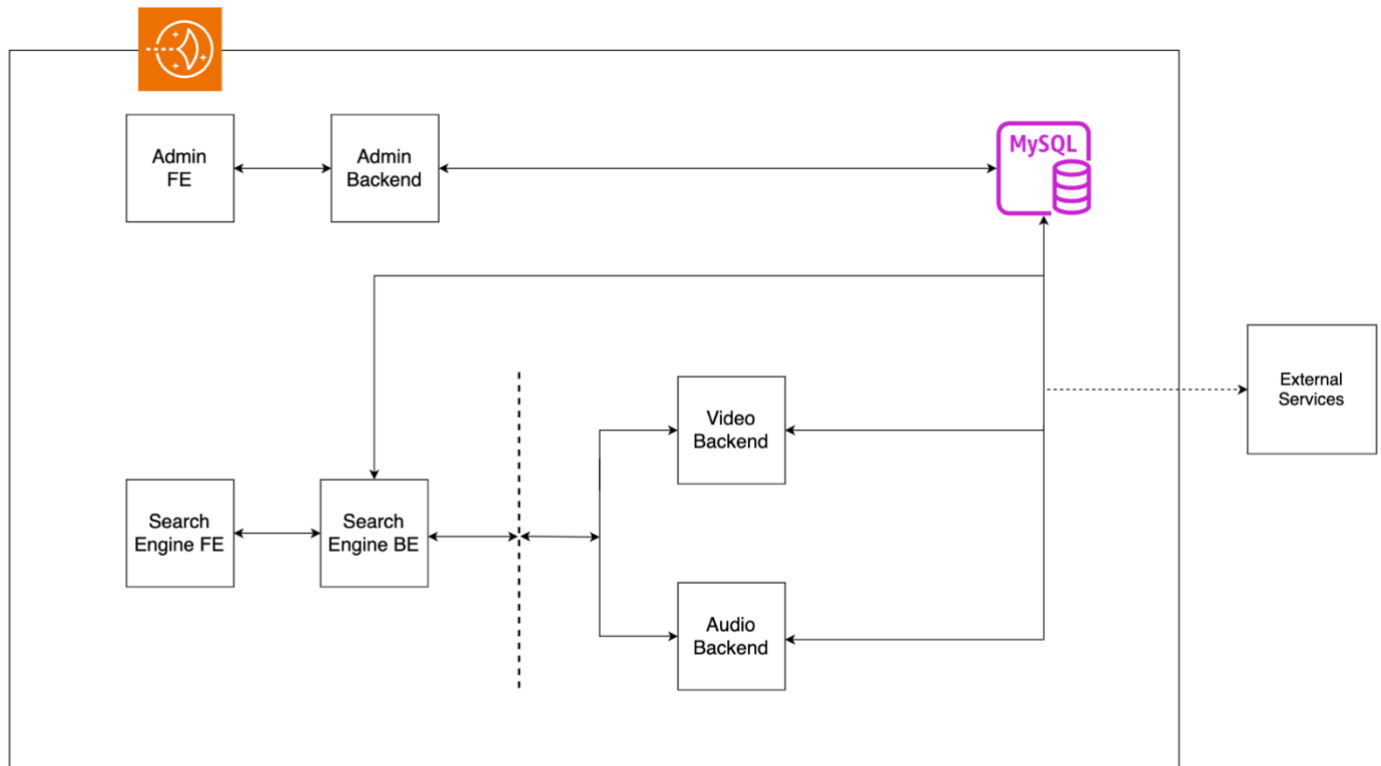 Admin
FE
Admin
Backend
MySQL
External
Services
Video
Backend
Search
Engine FE
Search
Engine BE
Audio
Backend